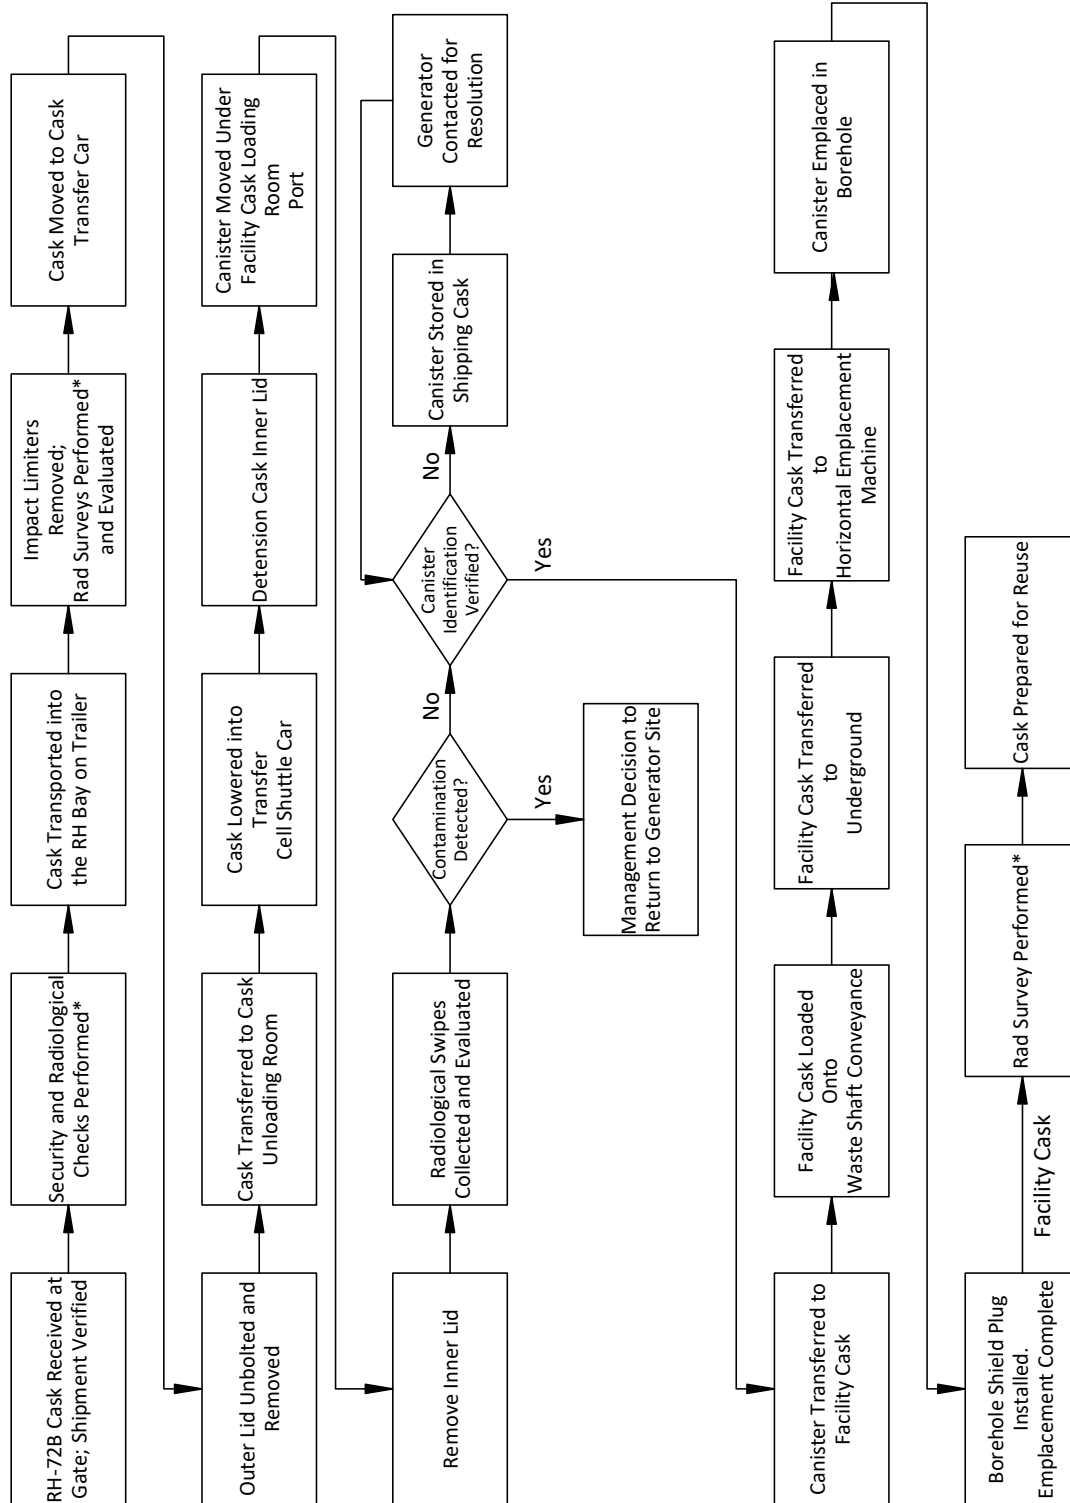 RH-72B Cask Received at
Gate; Shipment Verified
Security and Radiological
Checks Performed*
Cask Transported into
the RH Bay on Trailer
Impact Limiters
Removed;
Rad Surveys Performed*
and Evaluated
Cask Moved to Cask
Transfer Car
Outer Lid Unbolted and
Removed
Cask Transferred to Cask
Unloading Room
Cask Lowered into
Transfer
Cell Shuttle Car
Detension Cask Inner Lid
Canister Moved Under
Facility Cask Loading
Room
Port
Remove Inner Lid
Radiological Swipes
Collected and Evaluated
Contamination
Detected?
No
Yes
Management Decision to
Return to Generator Site
Canister
Identification
Verified?
No
Yes
Canister Stored in
Shipping Cask
Generator
Contacted for
Resolution
Canister Transferred to
Facility Cask
Facility Cask Loaded
Onto
Waste Shaft Conveyance
Facility Cask Transferred
to
Underground
Facility Cask Transferred
to
Horizontal Emplacement
Machine
Canister Emplaced in
Borehole
Borehole Shield Plug
Installed.
Emplacement Complete
Facility Cask
Rad Survey Performed*
Cask Prepared for Reuse